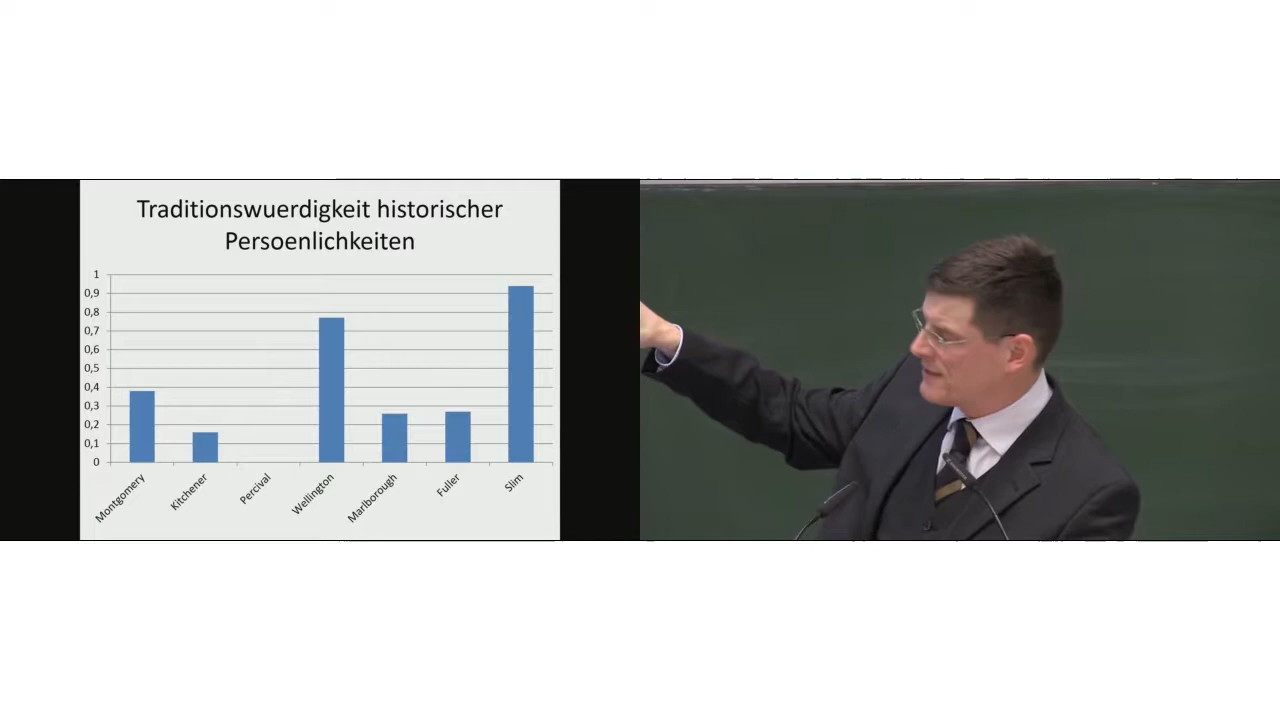 Traditionswuerdigkeit historischer
Persoenlichkeiten
1
0,9
0,8
0,7
0,6
0,5
0,4
0,3
0,2
0,1
0
Montgomery
Kitchener
Percival
Wellington
Marlborough
Fuller
Slim